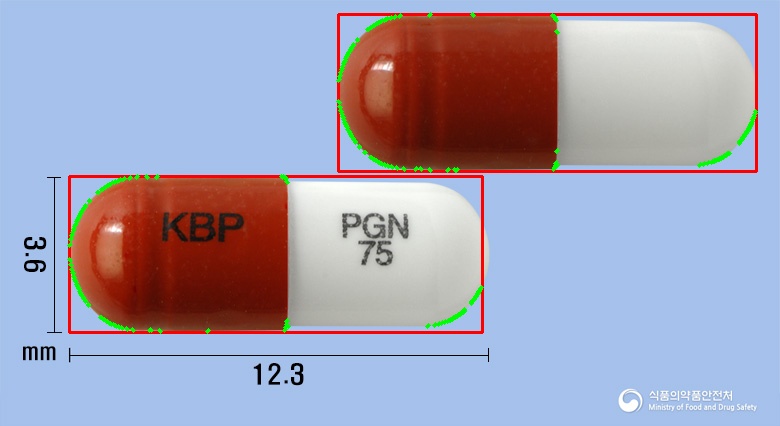 KBP
PGN
75
3.6
mm
12.3
식품의약품안전처
Ministry of Food and Drug Safety